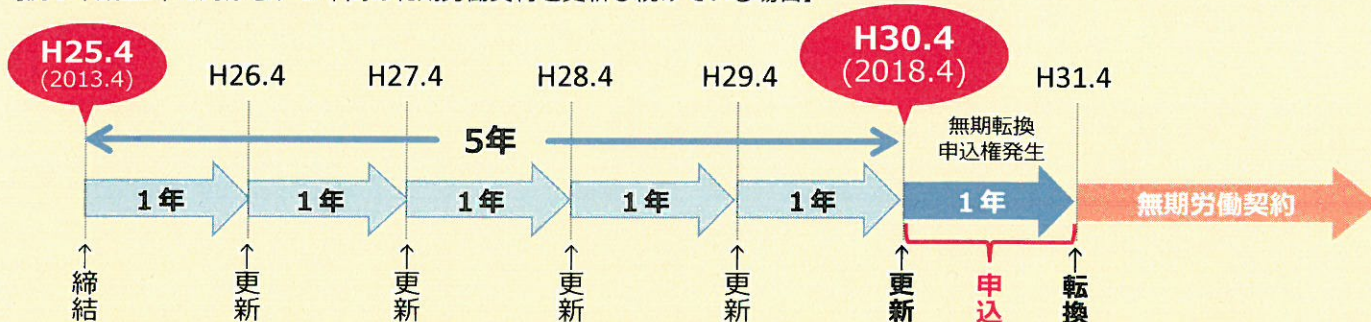 H25.4
(2013.4)
H26.4
H27.4
H28.4
H29.4
H30.4
(2018.4)
H31.4
5年
無期転換
申込権発生
1年
1年
1年
1年
1年
1年
無期労働契約
↑締結
↑更新
↑更新
↑更新
↑更新
↑更新
申込
↑転換